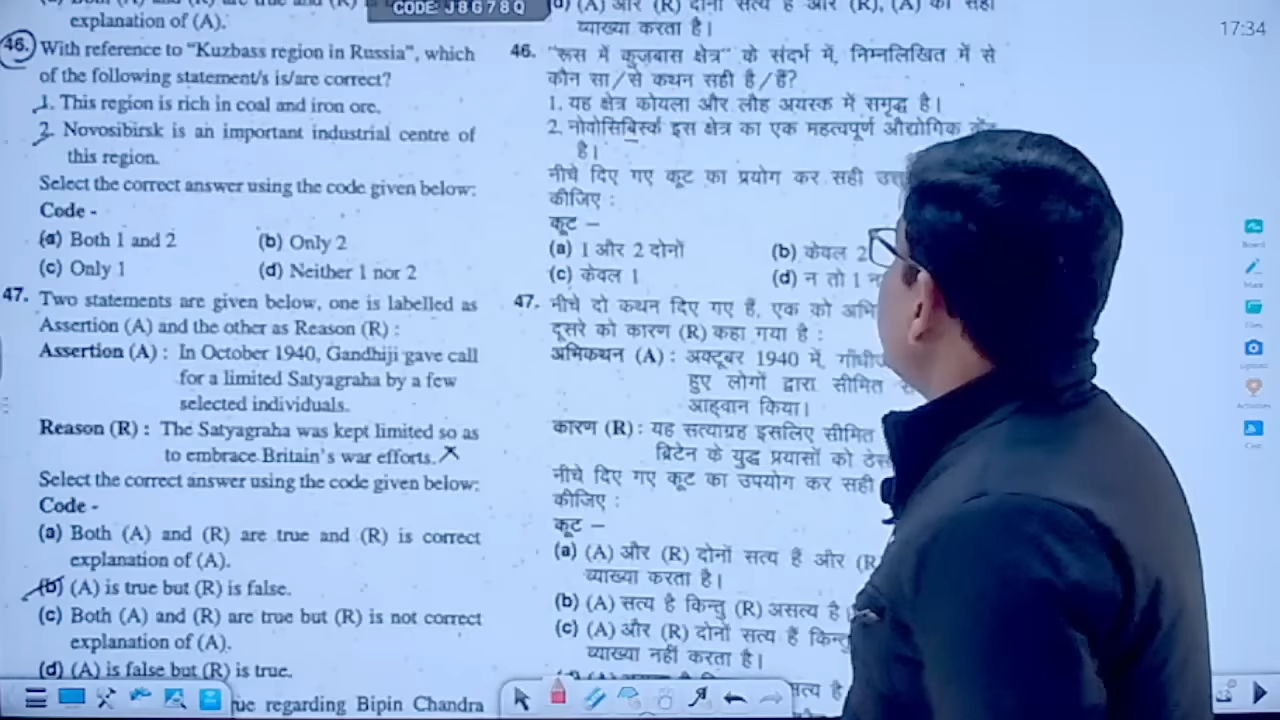 explanation of (A).
46. With reference to "Kuzbass region in Russia", which
of the following statement/s is/are correct?
1. This region is rich in coal and iron ore.
2. Novosibirsk is an important industrial centre of
this region.
Select the correct answer using the code given below:
Code -
(a) Both 1 and 2 (b) Only 2
(c) Only 1 (d) Neither 1 nor 2
47. Two statements are given below, one is labelled as
Assertion (A) and the other as Reason (R) :
Assertion (A) : In October 1940, Gandhiji gave call
for a limited Satyagraha by a few
selected individuals.
Reason (R) : The Satyagraha was kept limited so as
to embrace Britain's war efforts.
Select the correct answer using the code given below:
Code -
(a) Both (A) and (R) are true and (R) is correct
explanation of (A).
(b) (A) is true but (R) is false.
(c) Both (A) and (R) are true but (R) is not correct
explanation of (A).
(d) (A) is false but (R) is true.
ue regarding Bipin Chandra
CODE: J8G78Q
(d) (A) और (R) दोनों सत्य हैं और (R), (A) की सही
व्याख्या करता है।
46. "रूस में कुज़बास क्षेत्र" के संदर्भ में, निम्नलिखित में से
कौन सा/से कथन सही है/हैं?
1. यह क्षेत्र कोयला और लौह अयस्क में समृद्ध है।
2. नोवोसिबिर्स्क इस क्षेत्र का एक महत्वपूर्ण औद्योगिक
है।
नीचे दिए गए कूट का प्रयोग कर सही
कीजिए :
कूट –
(a) 1 और 2 दोनों (b) केवल 2
(c) केवल 1 (d) न तो 1
47. नीचे दो कथन दिए गए हैं, एक को
दूसरे को कारण (R) कहा गया है :
अभिकथन (A) : अक्टूबर 1940 में,
हुए लोगों द्वारा सीमित
आह्वान किया।
कारण (R) : यह सत्याग्रह इसलिए सीमित
ब्रिटेन के युद्ध प्रयासों को
नीचे दिए गए कूट का उपयोग कर सही
कीजिए :
कूट –
(a) (A) और (R) दोनों सत्य हैं और (R
व्याख्या करता है।
(b) (A) सत्य है किन्तु (R) असत्य है
(c) (A) और (R) दोनों सत्य हैं
व्याख्या नहीं करता है।
सत्य है
17:34